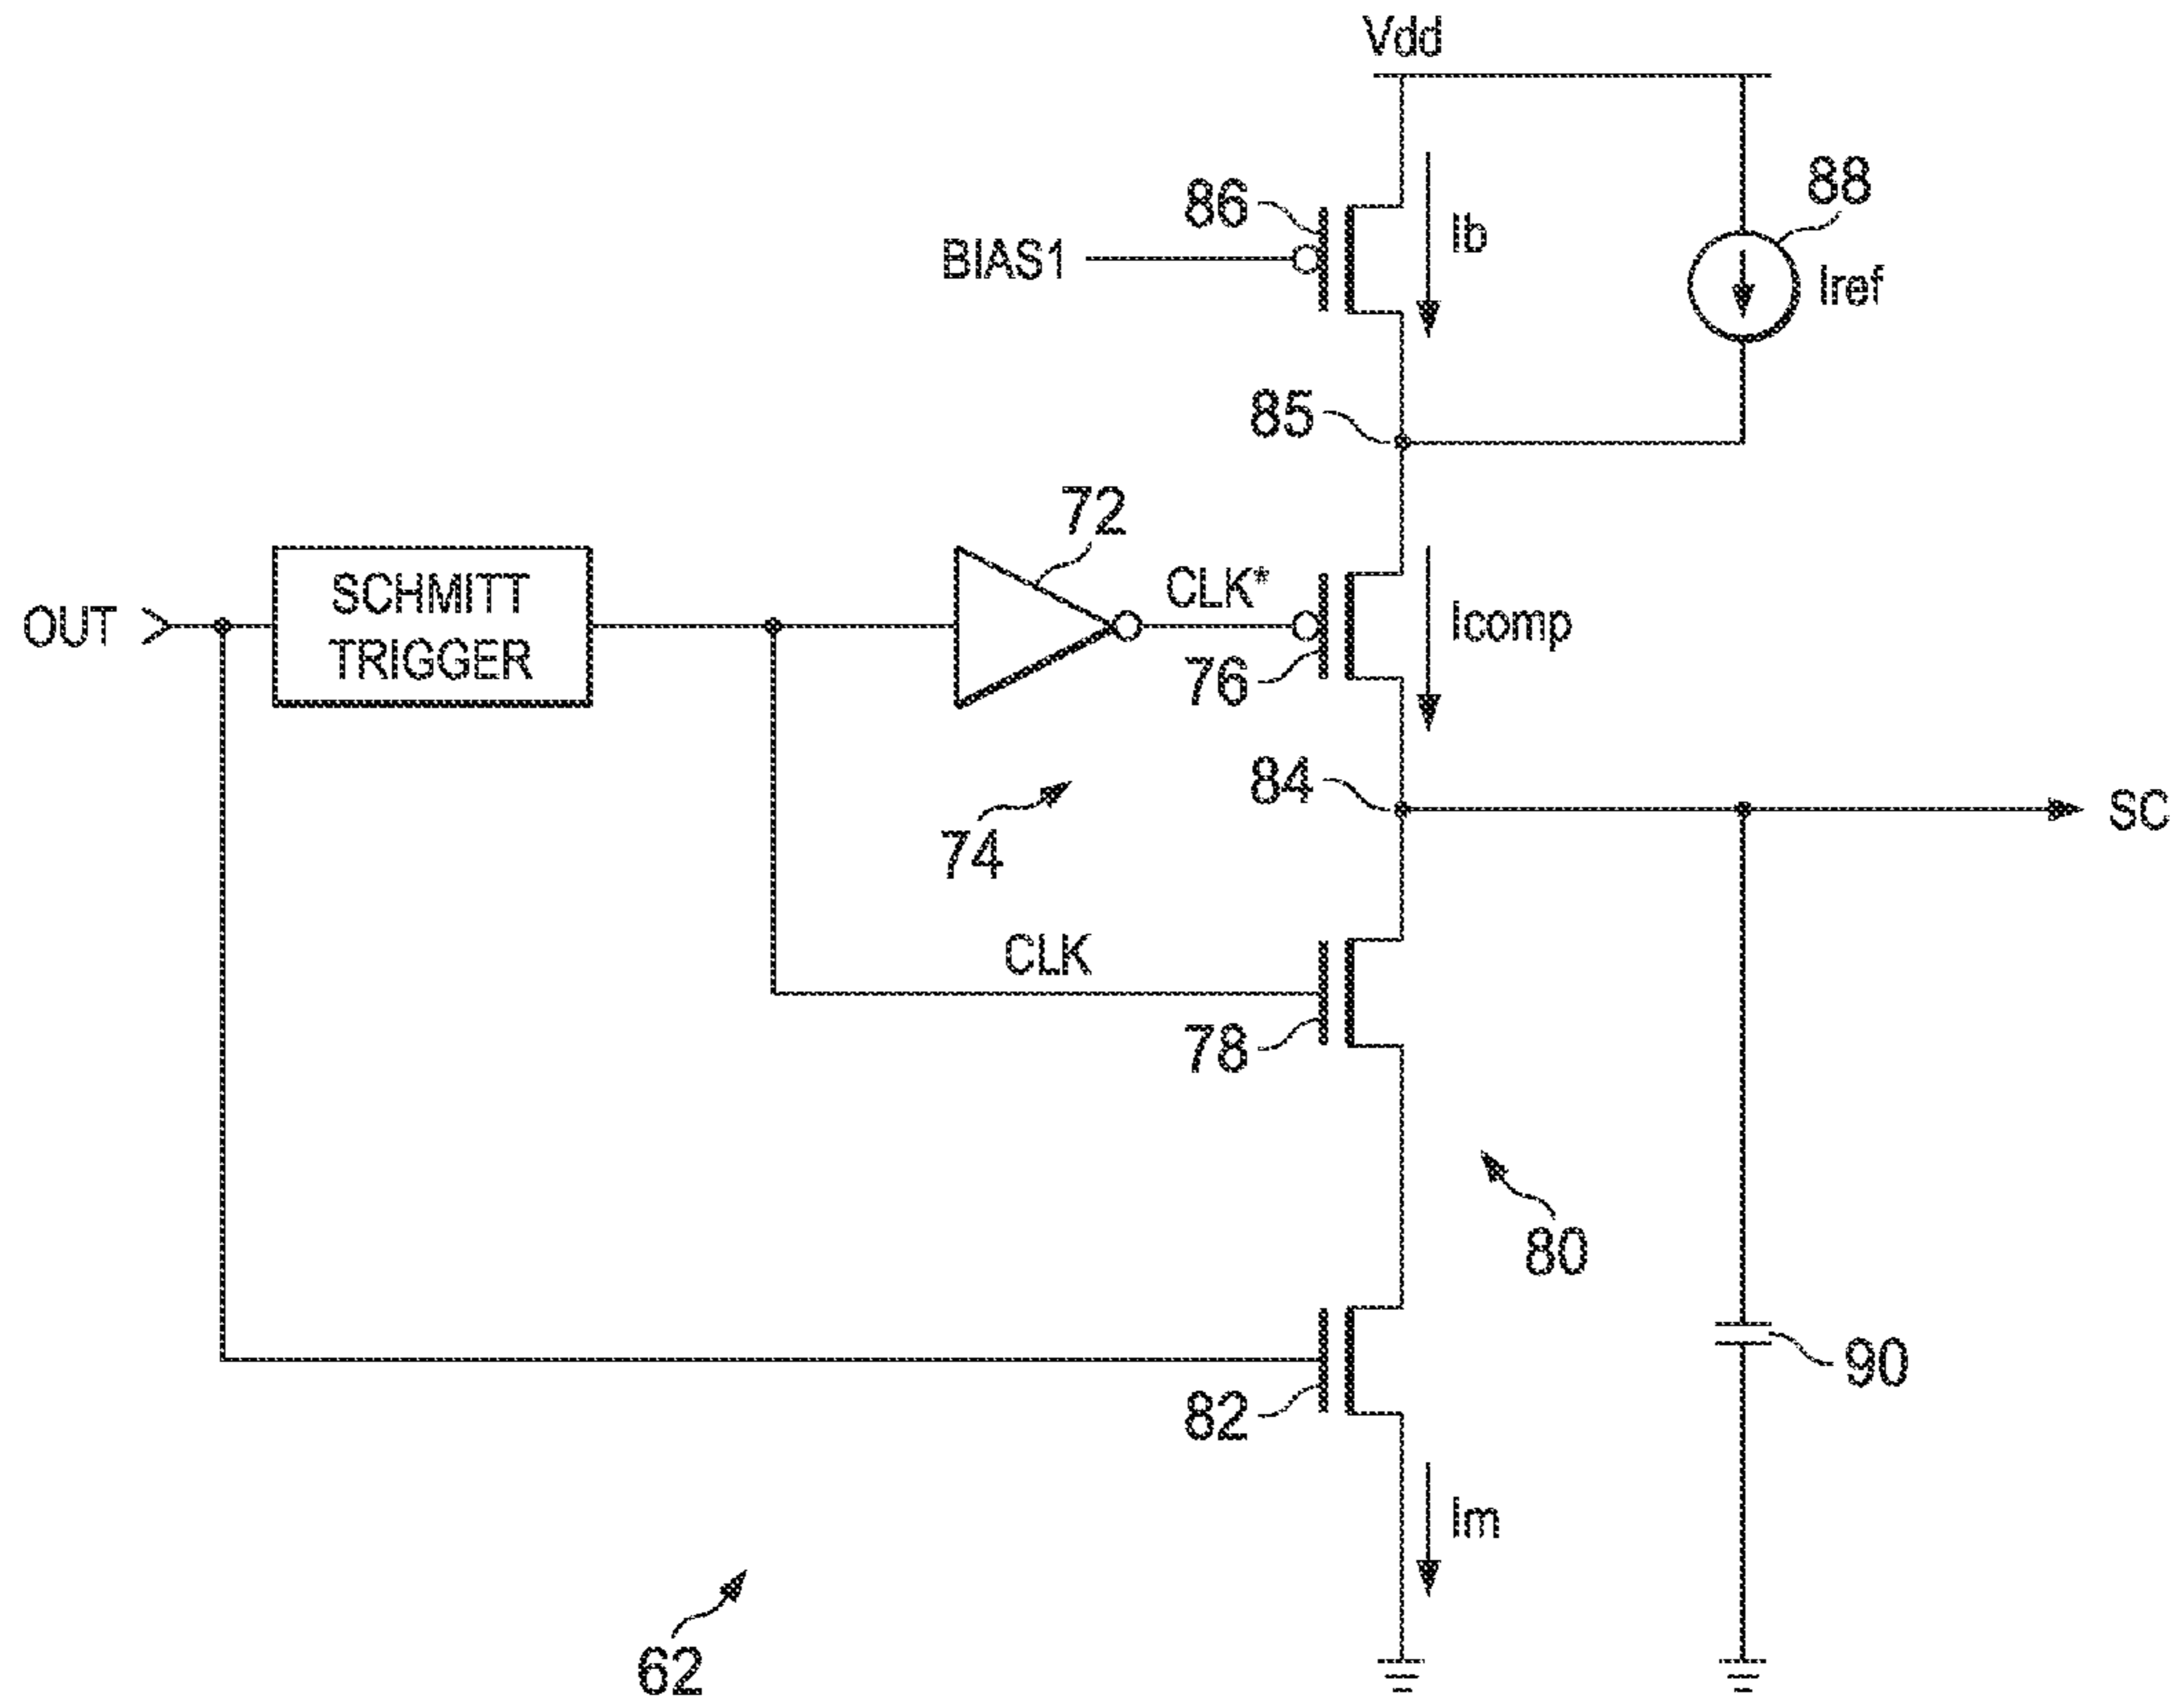 Vdd
86
88
Ib
BIAS1
Iref
85
72
OUT
SCHMITT
TRIGGER
CLK*
76
Icomp
84
SC
74
CLK
78
80
90
82
Im
62